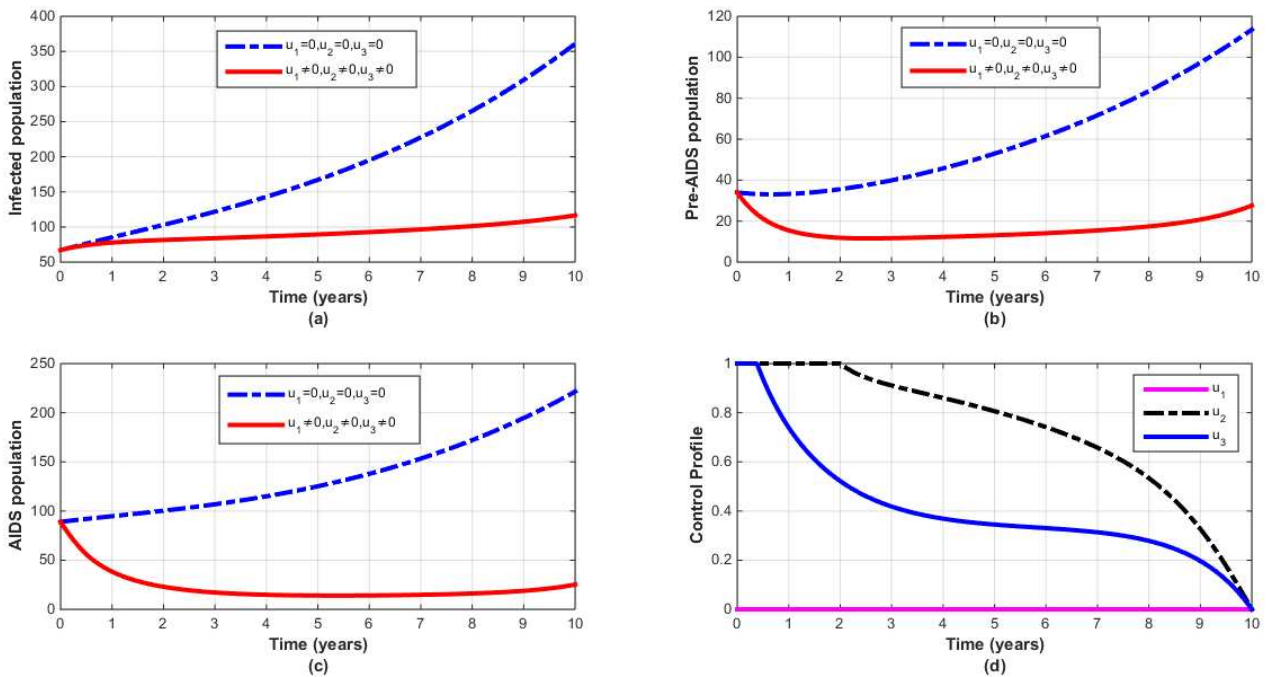 400
350
300
250
200
150
100
50
Infected population
u1=0,u2=0,u3=0
u1≠0,u2≠0,u3≠0
0 1 2 3 4 5 6 7 8 9 10
Time (years)
(a)
120
100
80
60
40
20
0
Pre-AIDS population
u1=0,u2=0,u3=0
u1≠0,u2≠0,u3≠0
0 1 2 3 4 5 6 7 8 9 10
Time (years)
(b)
250
200
150
100
50
0
AIDS population
u1=0,u2=0,u3=0
u1≠0,u2≠0,u3≠0
0 1 2 3 4 5 6 7 8 9 10
Time (years)
(c)
1
0.8
0.6
0.4
0.2
0
Control Profile
u1
u2
u3
0 1 2 3 4 5 6 7 8 9 10
Time (years)
(d)